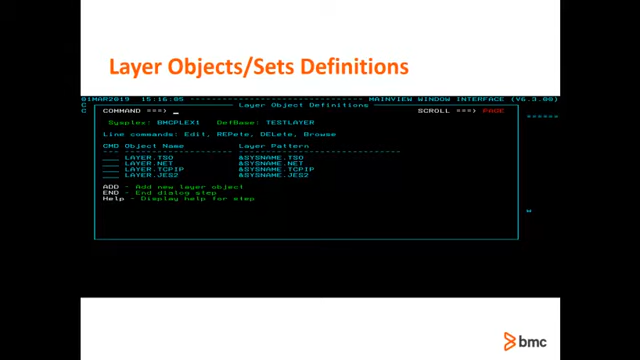 Layer Objects/Sets Definitions
01MAR2019 15:16:05 ---------------------- MAINVIEW WINDOW INTERFACE (V6.3.00)
C Layer Object Definitions
C COMMAND ===> _ SCROLL ===> PAGE
Sysplex: BMCPLEX1 DefBase: TESTLAYER
Line commands: Edit, REPete, DELete, Browse
CMD Object Name Layer Pattern
LAYER.TSO &SYSNAME.TSO
LAYER.NET &SYSNAME.NET
LAYER.TCPIP &SYSNAME.TCPIP
LAYER.JES2 &SYSNAME.JES2
ADD - Add new layer object
END - End dialog step
Help - Display help for step
bmc